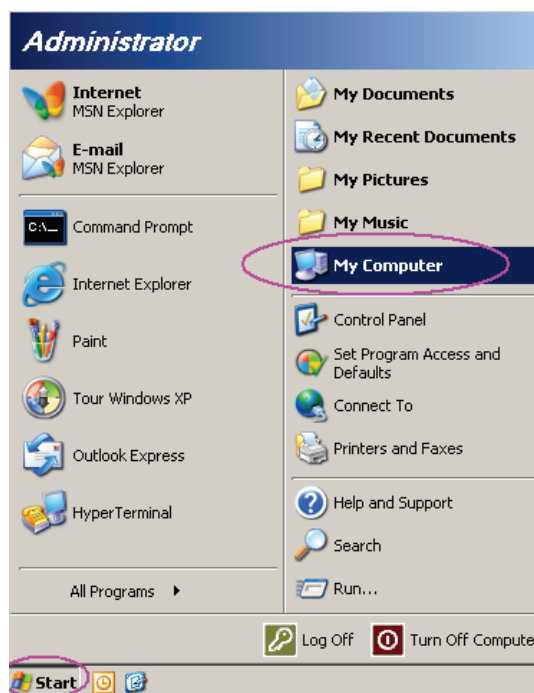 Administrator
Internet
MSN Explorer
E-mail
MSN Explorer
Command Prompt
Internet Explorer
Paint
Tour Windows XP
Outlook Express
HyperTerminal
All Programs
My Documents
My Recent Documents
My Pictures
My Music
My Computer
Control Panel
Set Program Access and
Defaults
Connect To
Printers and Faxes
Help and Support
Search
Run...
Log Off
Turn Off Compute
Start